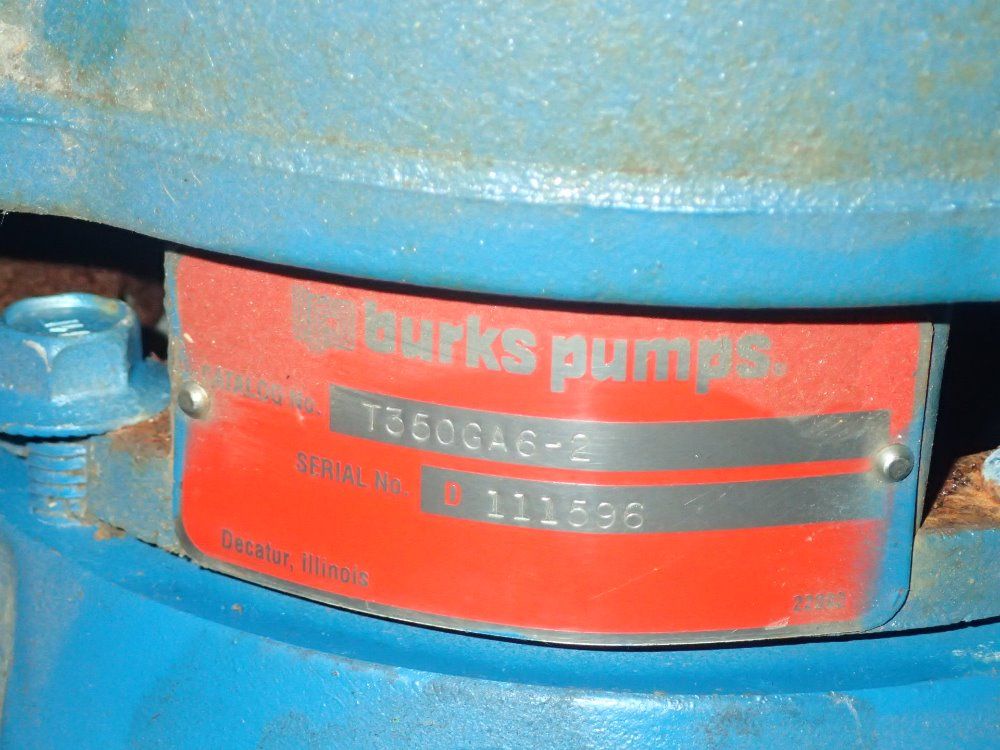 burks pumps.
CATALOG No. T350GA6-2
SERIAL No. D 111596
Decatur, Illinois